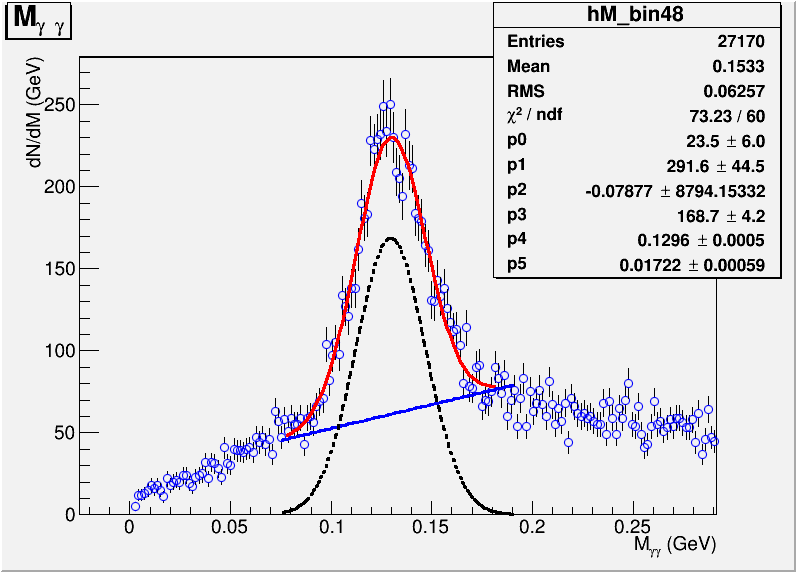 M γ γ
hM_bin48
Entries 27170
Mean 0.1533
RMS 0.06257
χ² / ndf 73.23 / 60
p0 23.5 ± 6.0
p1 291.6 ± 44.5
p2 -0.07877 ± 8794.15332
p3 168.7 ± 4.2
p4 0.1296 ± 0.0005
p5 0.01722 ± 0.00059
dN/dM (GeV)
250
200
150
100
50
0
0 0.05 0.1 0.15 0.2 0.25
Mγγ (GeV)